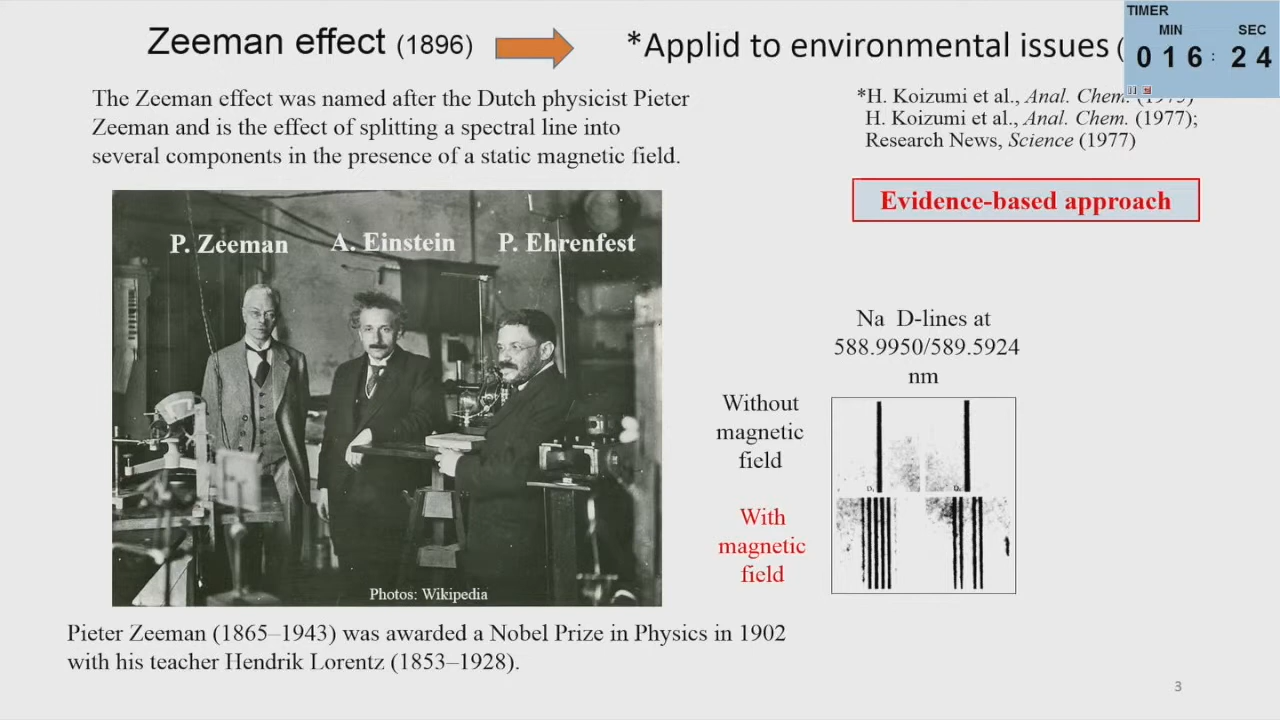 Zeeman effect (1896)
*Applid to environmental issues (
TIMER
MIN SEC
0 1 6 : 2 4
The Zeeman effect was named after the Dutch physicist Pieter
Zeeman and is the effect of splitting a spectral line into
several components in the presence of a static magnetic field.
*H. Koizumi et al., Anal. Chem.
H. Koizumi et al., Anal. Chem. (1977);
Research News, Science (1977)
Evidence-based approach
P. Zeeman A. Einstein P. Ehrenfest
Photos: Wikipedia
Na D-lines at
588.9950/589.5924
nm
Without
magnetic
field
With
magnetic
field
Pieter Zeeman (1865–1943) was awarded a Nobel Prize in Physics in 1902
with his teacher Hendrik Lorentz (1853–1928).
3